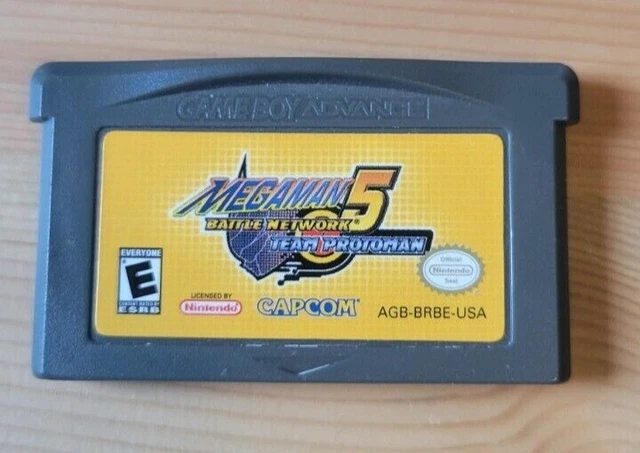 GAME BOY ADVANCE
MEGAMAN 5
BATTLE NETWORK
TEAM PROTOMAN
EVERYONE
E
CONTENT RATED BY
ESRB
LICENSED BY
Nintendo
CAPCOM
Official
Nintendo
Seal
AGB-BRBE-USA